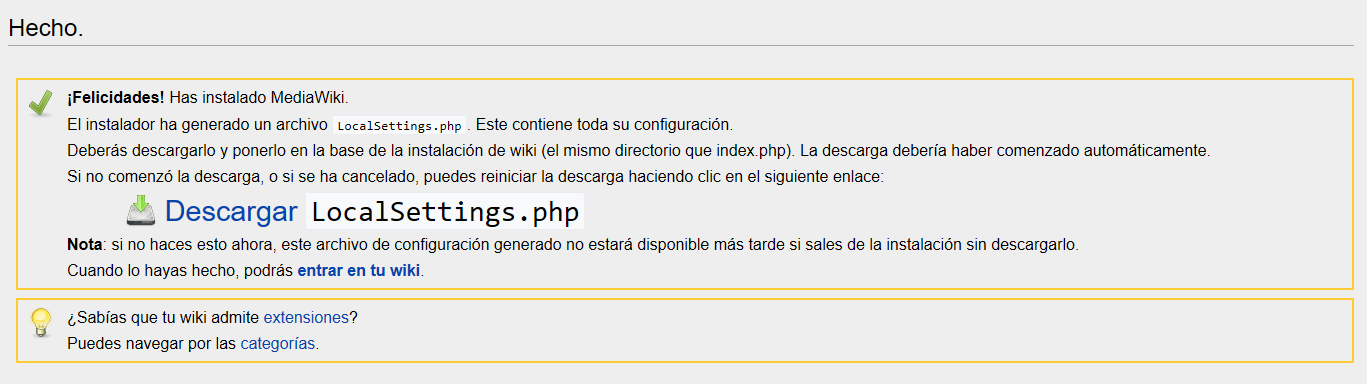 Hecho.
¡Felicidades! Has instalado MediaWiki.
El instalador ha generado un archivo LocalSettings.php. Este contiene toda su configuración.
Deberás descargarlo y ponerlo en la base de la instalación de wiki (el mismo directorio que index.php). La descarga debería haber comenzado automáticamente.
Si no comenzó la descarga, o si se ha cancelado, puedes reiniciar la descarga haciendo clic en el siguiente enlace:
Descargar LocalSettings.php
Nota: si no haces esto ahora, este archivo de configuración generado no estará disponible más tarde si sales de la instalación sin descargarlo.
Cuando lo hayas hecho, podrás entrar en tu wiki.
¿Sabías que tu wiki admite extensiones?
Puedes navegar por las categorías.